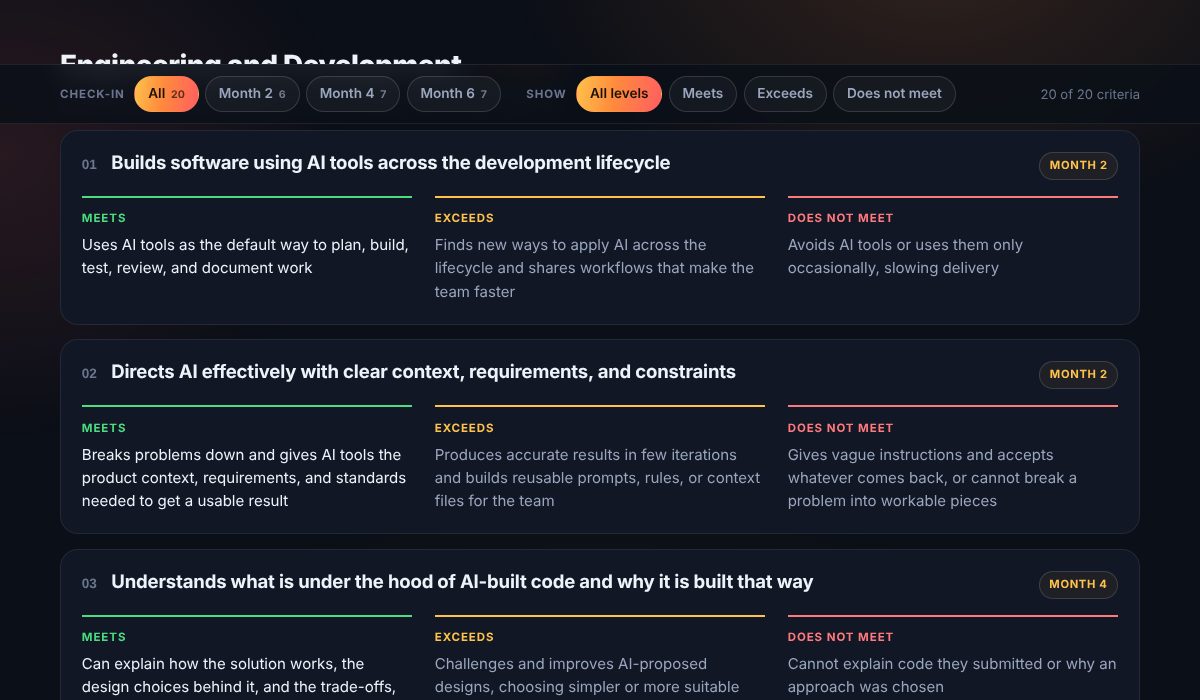 Engineering and Development
CHECK-IN All 20 Month 2 6 Month 4 7 Month 6 7 SHOW All levels Meets Exceeds Does not meet 20 of 20 criteria
01 Builds software using AI tools across the development lifecycle MONTH 2
MEETS
Uses AI tools as the default way to plan, build,
test, review, and document work
EXCEEDS
Finds new ways to apply AI across the
lifecycle and shares workflows that make the
team faster
DOES NOT MEET
Avoids AI tools or uses them only
occasionally, slowing delivery
02 Directs AI effectively with clear context, requirements, and constraints MONTH 2
MEETS
Breaks problems down and gives AI tools the
product context, requirements, and standards
needed to get a usable result
EXCEEDS
Produces accurate results in few iterations
and builds reusable prompts, rules, or context
files for the team
DOES NOT MEET
Gives vague instructions and accepts
whatever comes back, or cannot break a
problem into workable pieces
03 Understands what is under the hood of AI-built code and why it is built that way MONTH 4
MEETS
Can explain how the solution works, the
design choices behind it, and the trade-offs,
EXCEEDS
Challenges and improves AI-proposed
designs, choosing simpler or more suitable
DOES NOT MEET
Cannot explain code they submitted or why an
approach was chosen